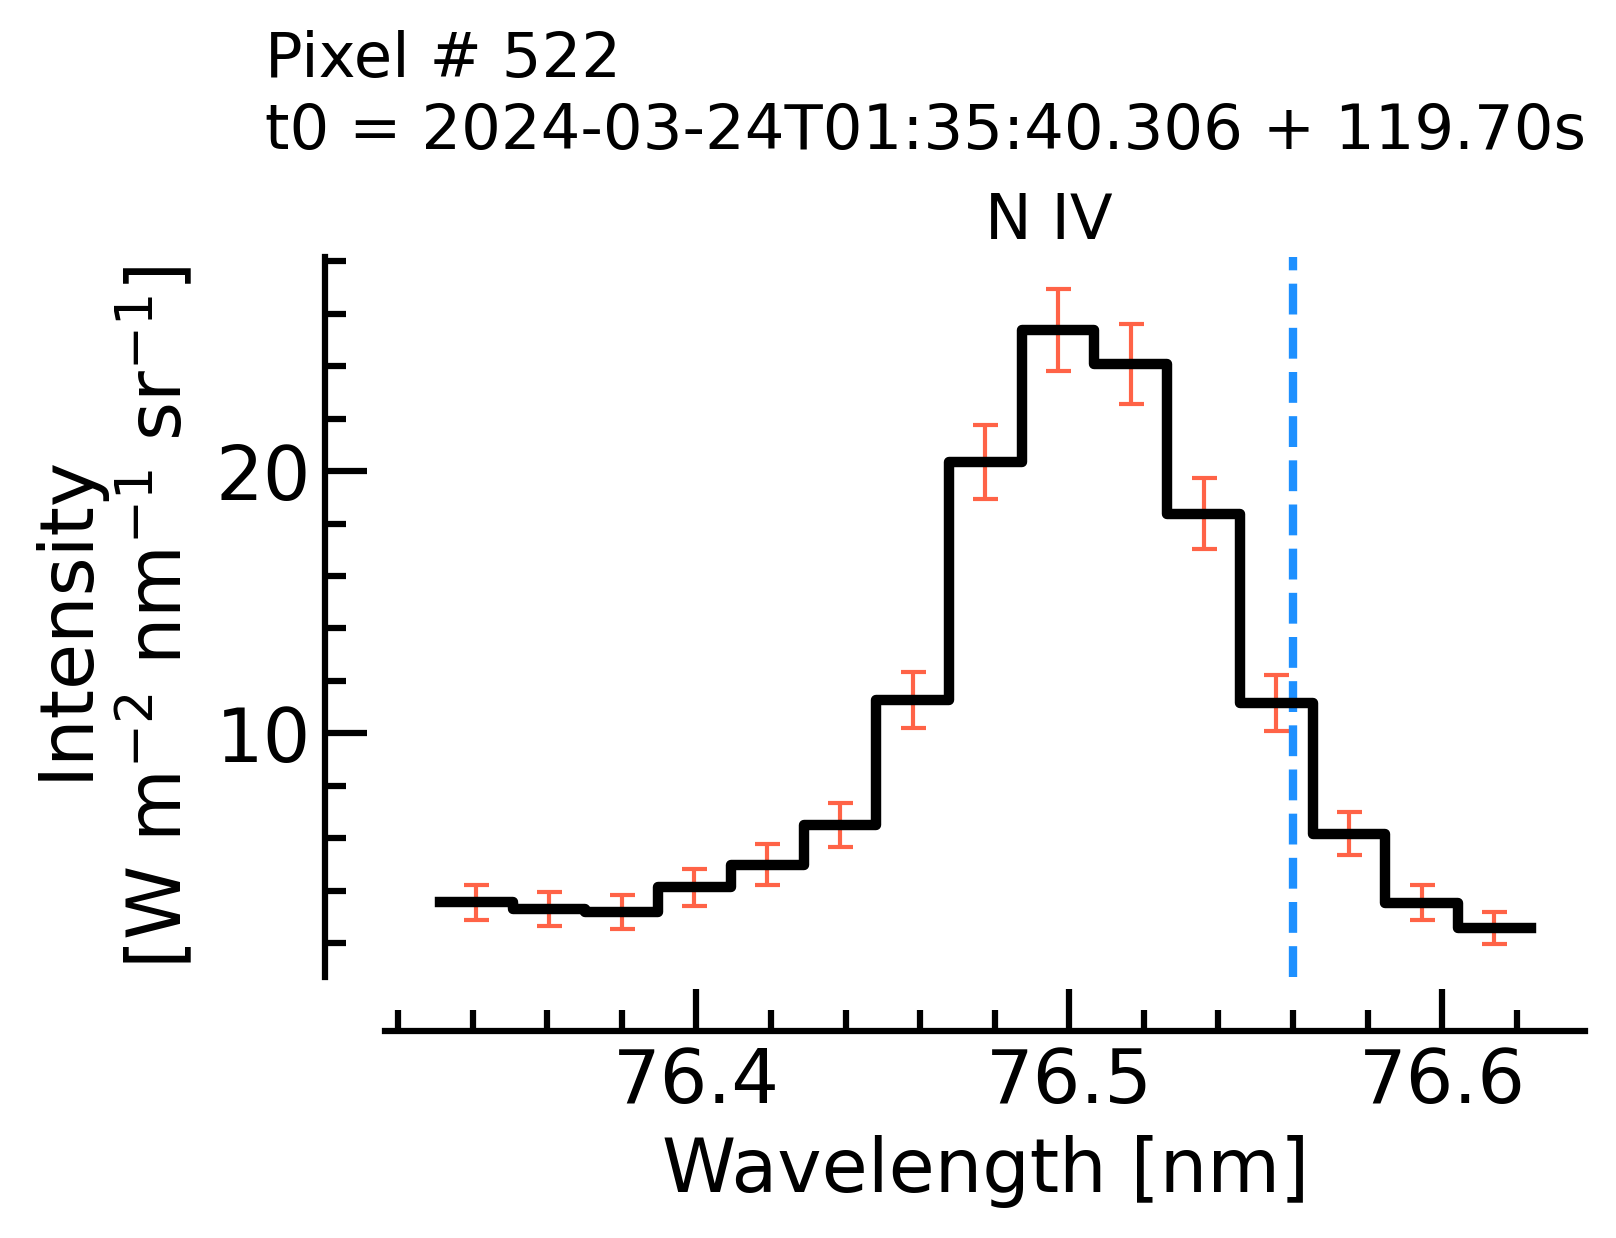 Pixel # 522
t0 = 2024-03-24T01:35:40.306 + 119.70s
N IV
Intensity
[W m⁻² nm⁻¹ sr⁻¹]
20
10
76.4 76.5 76.6
Wavelength [nm]